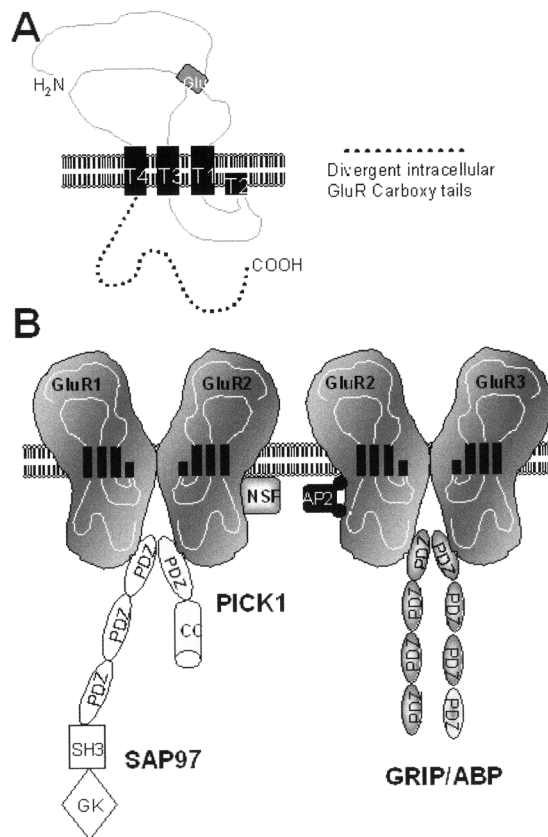 A
H₂N
Glu
T4 T3 T1 T2
Divergent intracellular
GluR Carboxy tails
COOH
B
GluR1 GluR2 GluR2 GluR3
NSF AP2
PDZ PDZ PDZ PDZ
PICK1
CC
PDZ PDZ PDZ
PDZ PDZ PDZ
PDZ PDZ
SH3 SAP97
GRIP/ABP
GK